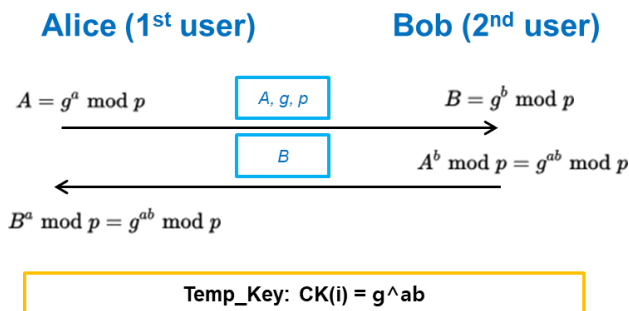 Alice (1st user) Bob (2nd user)
A = g^a mod p A, g, p B = g^b mod p
B A^b mod p = g^ab mod p
B^a mod p = g^ab mod p
Temp_Key: CK(i) = g^ab